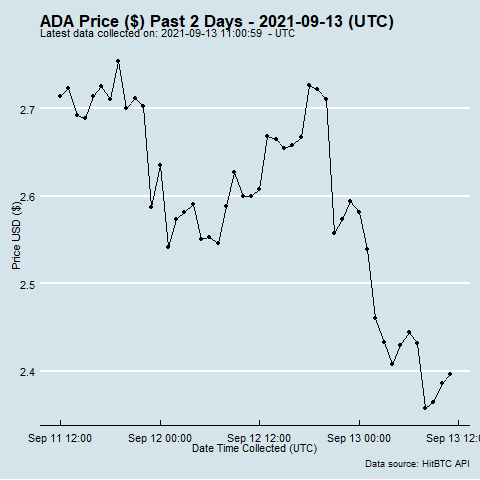 ADA Price ($) Past 2 Days - 2021-09-13 (UTC)
Latest data collected on: 2021-09-13 11:00:59 - UTC
Price USD ($)
2.7
2.6
2.5
2.4
Sep 11 12:00 Sep 12 00:00 Sep 12 12:00 Sep 13 00:00 Sep 13 12:00
Date Time Collected (UTC)
Data source: HitBTC API